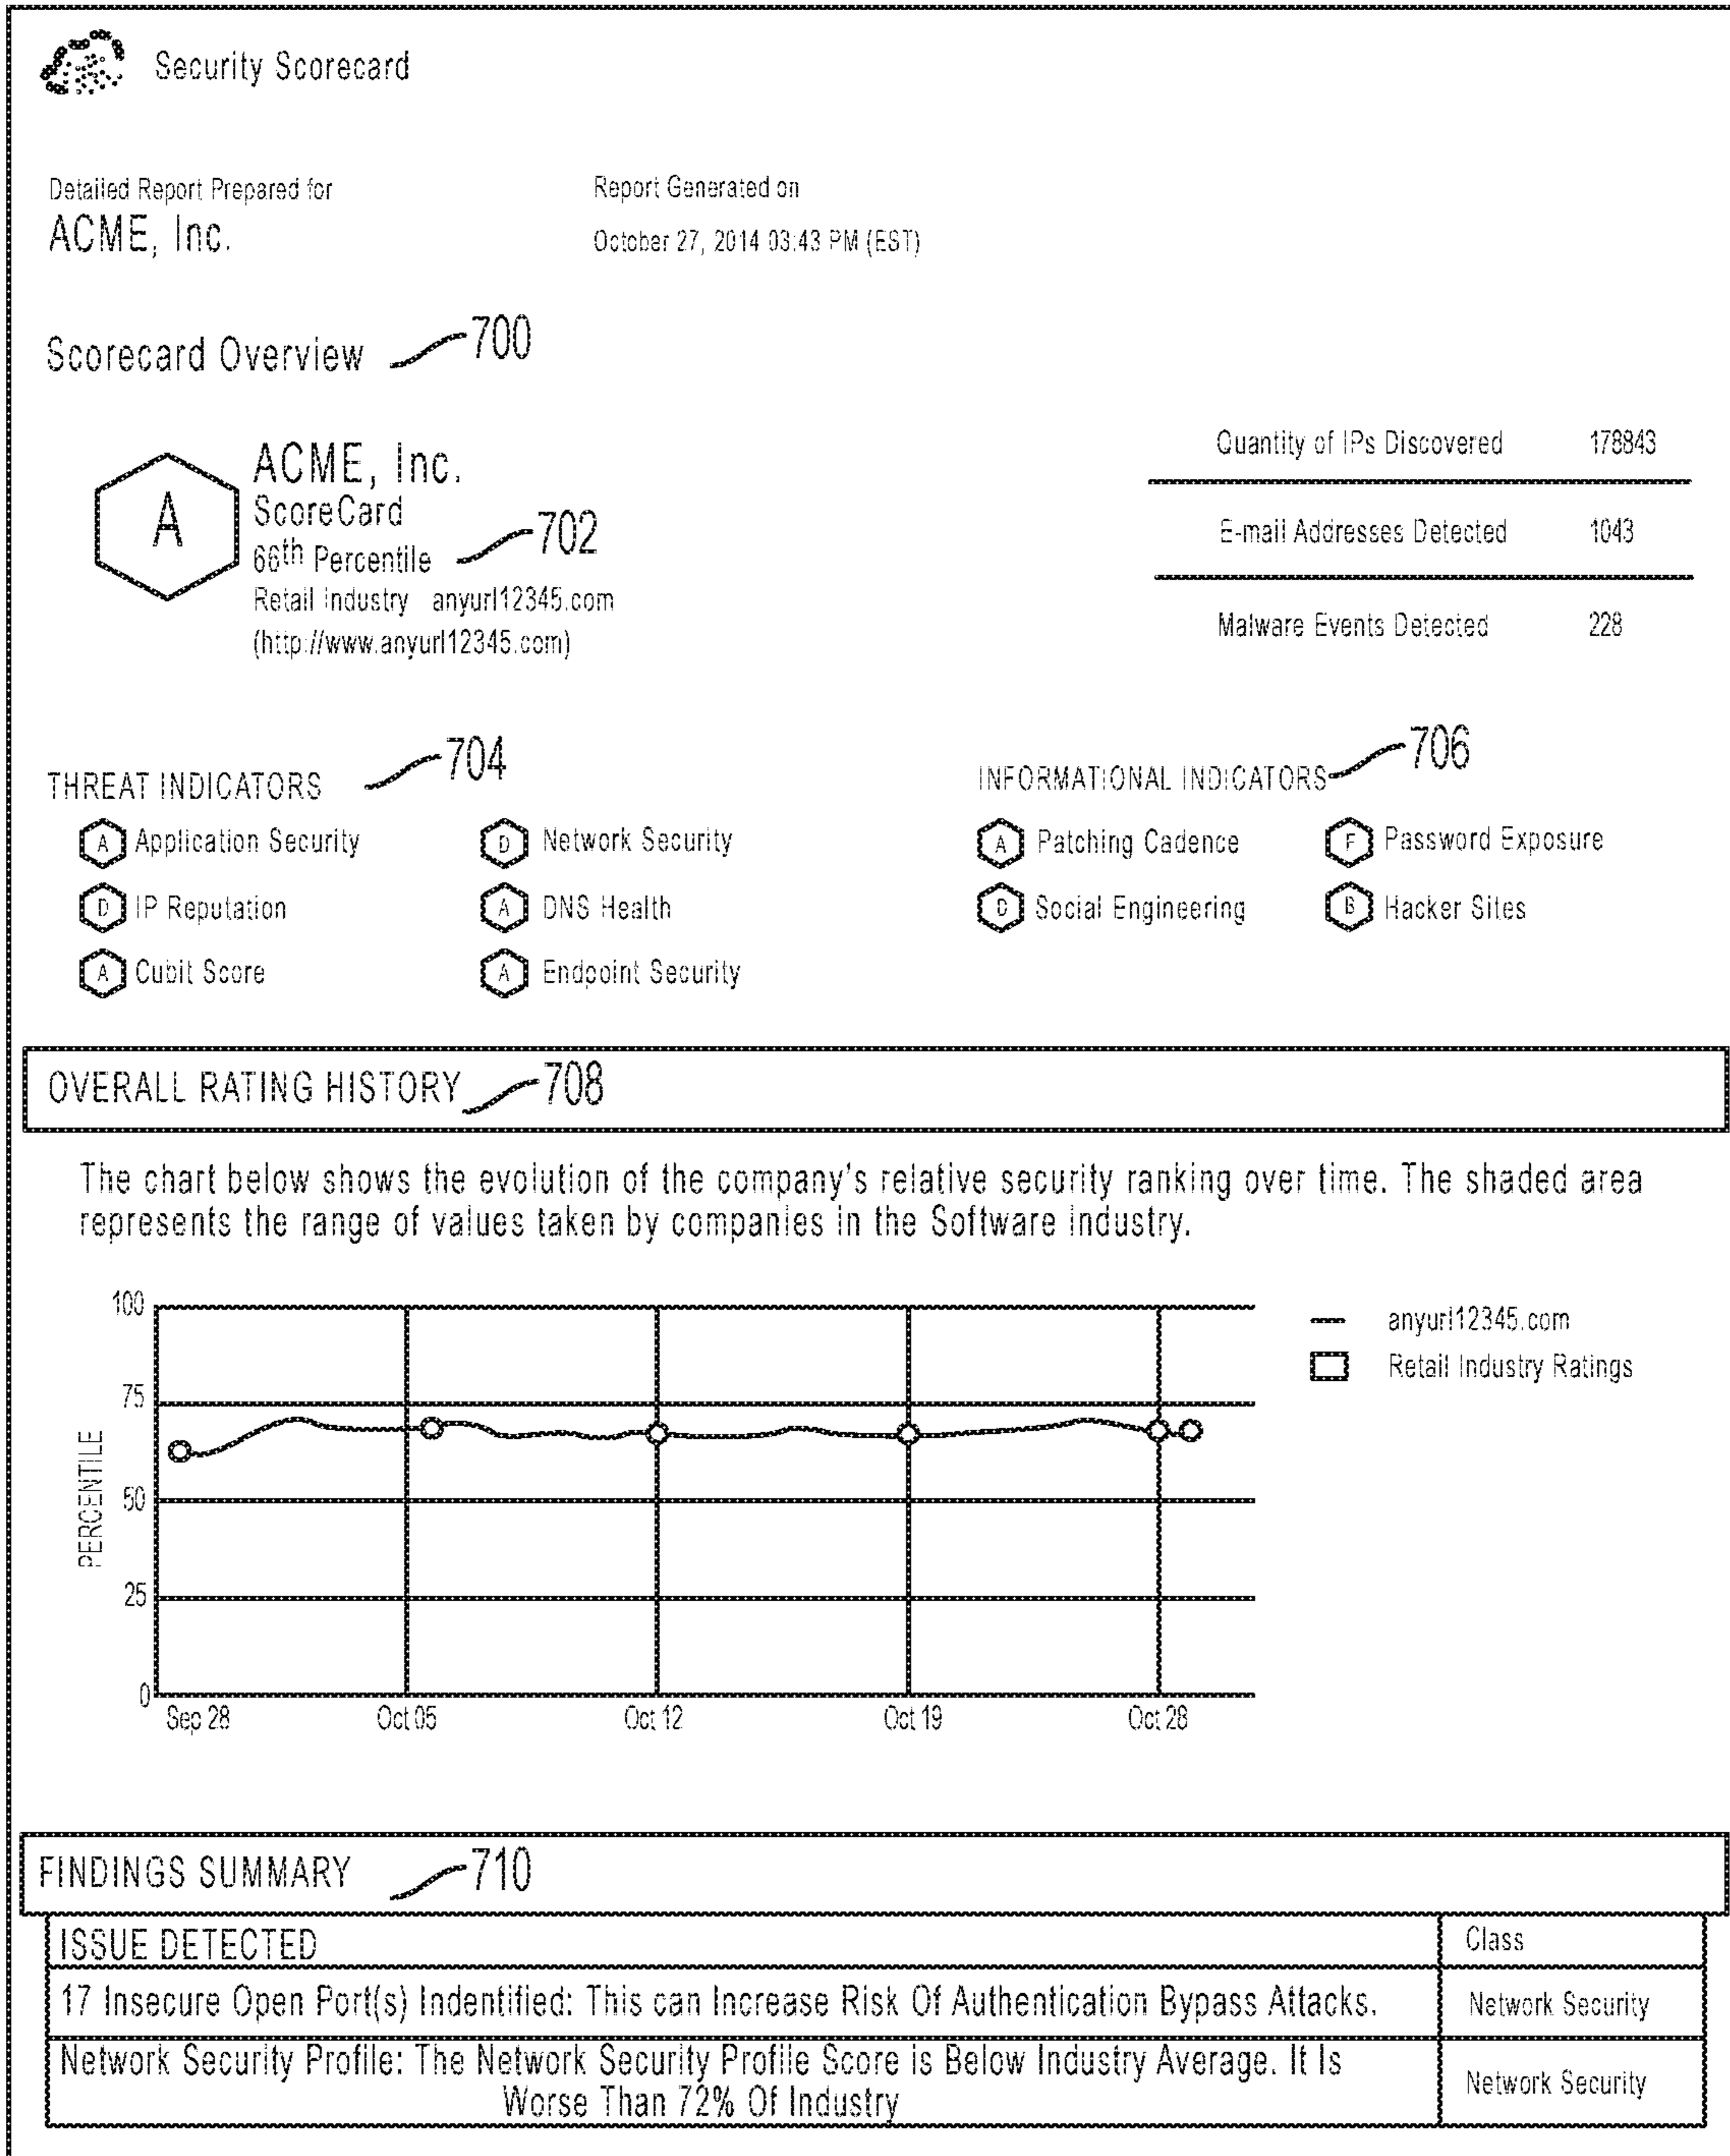 Security Scorecard
Detailed Report Prepared for
ACME, Inc.
Report Generated on
October 27, 2014 03:43 PM (EST)
Scorecard Overview 700
A
ACME, Inc.
ScoreCard
66th Percentile 702
Retail Industry anyurl12345.com
(http://www.anyurl12345.com)
Quantity of IPs Discovered 178843
E-mail Addresses Detected 1043
Malware Events Detected 228
THREAT INDICATORS 704
A Application Security D Network Security
D IP Reputation A DNS Health
A Cubit Score A Endpoint Security
INFORMATIONAL INDICATORS 706
A Patching Cadence F Password Exposure
D Social Engineering B Hacker Sites
OVERALL RATING HISTORY 708
The chart below shows the evolution of the company's relative security ranking over time. The shaded area
represents the range of values taken by companies in the Software industry.
PERCENTILE
100
75
50
25
0
Sep 28 Oct 05 Oct 12 Oct 19 Oct 28
anyurl12345.com
Retail Industry Ratings
FINDINGS SUMMARY 710
ISSUE DETECTED Class
17 Insecure Open Port(s) Indentified: This can Increase Risk Of Authentication Bypass Attacks. Network Security
Network Security Profile: The Network Security Profile Score is Below Industry Average. It Is
Worse Than 72% Of Industry Network Security